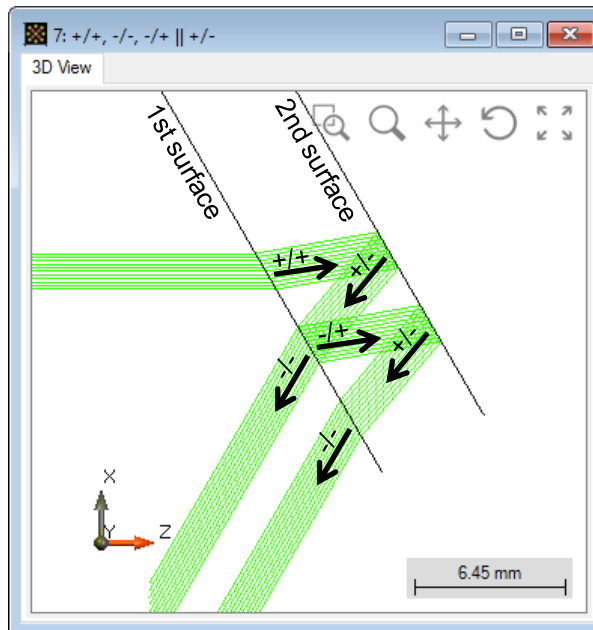 7: +/+, -/-, -/+ || +/-
3D View
1st surface
2nd surface
+/+
+/-
-/+
+/-
-/-
-/-
X
Y
Z
6.45 mm